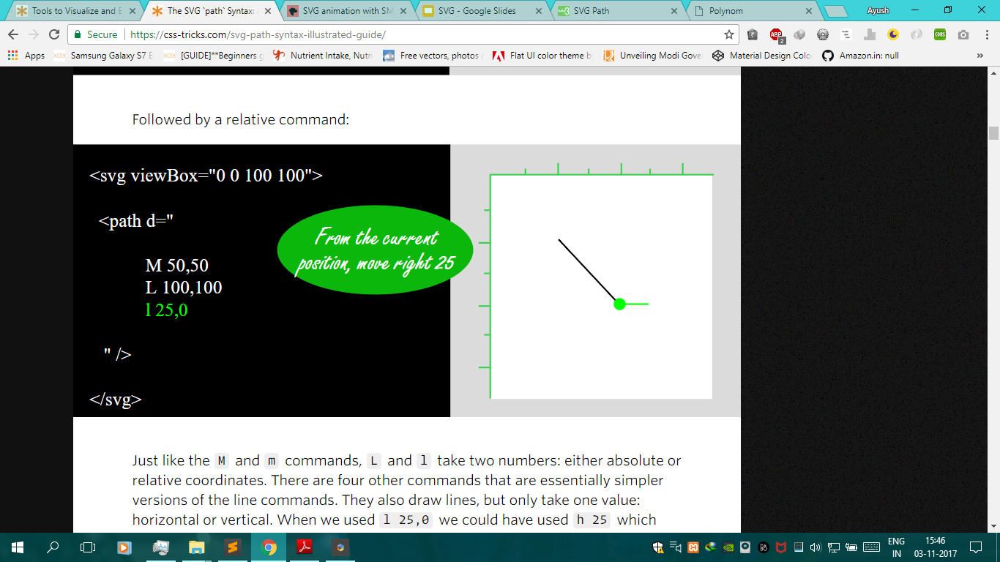 Tools to Visualize and E
The SVG `path` Syntax:
SVG animation with SM
SVG - Google Slides
SVG Path
Polynom
Ayush
Secure
https://css-tricks.com/svg-path-syntax-illustrated-guide/
ABP
2
CORS
Apps
xda
Samsung Galaxy S7 E
xda
[GUIDE]**Beginners g
Nutrient Intake, Nutri
Free vectors, photos
Flat UI color theme b
Unveiling Modi Gove
Material Design Colo
Amazon.in: null
»
Followed by a relative command:
<svg viewBox="0 0 100 100">
<path d="
M 50,50
L 100,100
l 25,0
" />
</svg>
From the current
position, move right 25
Just like the M and m commands, L and l take two numbers: either absolute or
relative coordinates. There are four other commands that are essentially simpler
versions of the line commands. They also draw lines, but only take one value:
horizontal or vertical. When we used l 25,0 we could have used h 25 which
ENG
IN
15:46
03-11-2017